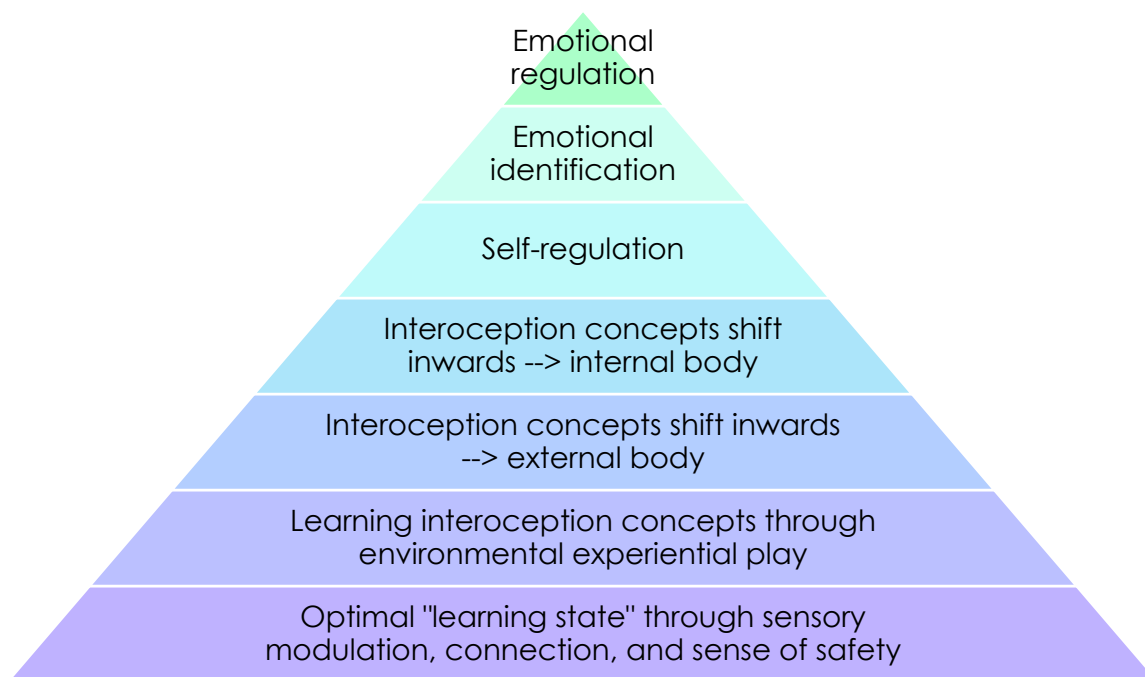 Emotional
regulation
Emotional
identification
Self-regulation
Interoception concepts shift
inwards --> internal body
Interoception concepts shift inwards
--> external body
Learning interoception concepts through
environmental experiential play
Optimal "learning state" through sensory
modulation, connection, and sense of safety